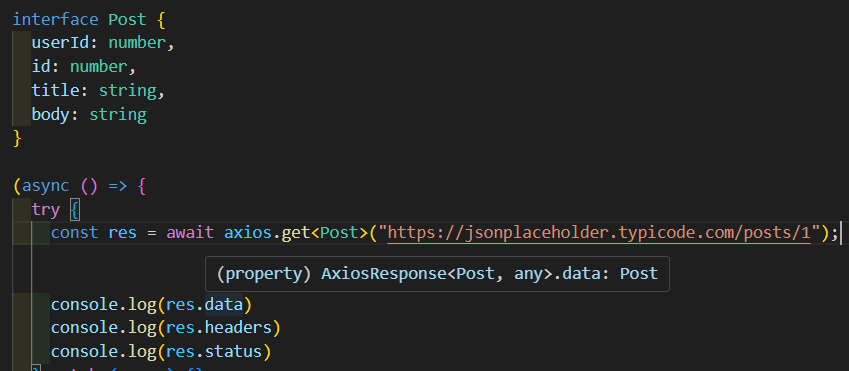 interface Post {
userId: number,
id: number,
title: string,
body: string
}
(async () => {
try {
const res = await axios.get<Post>("https://jsonplaceholder.typicode.com/posts/1");
(property) AxiosResponse<Post, any>.data: Post
console.log(res.data)
console.log(res.headers)
console.log(res.status)